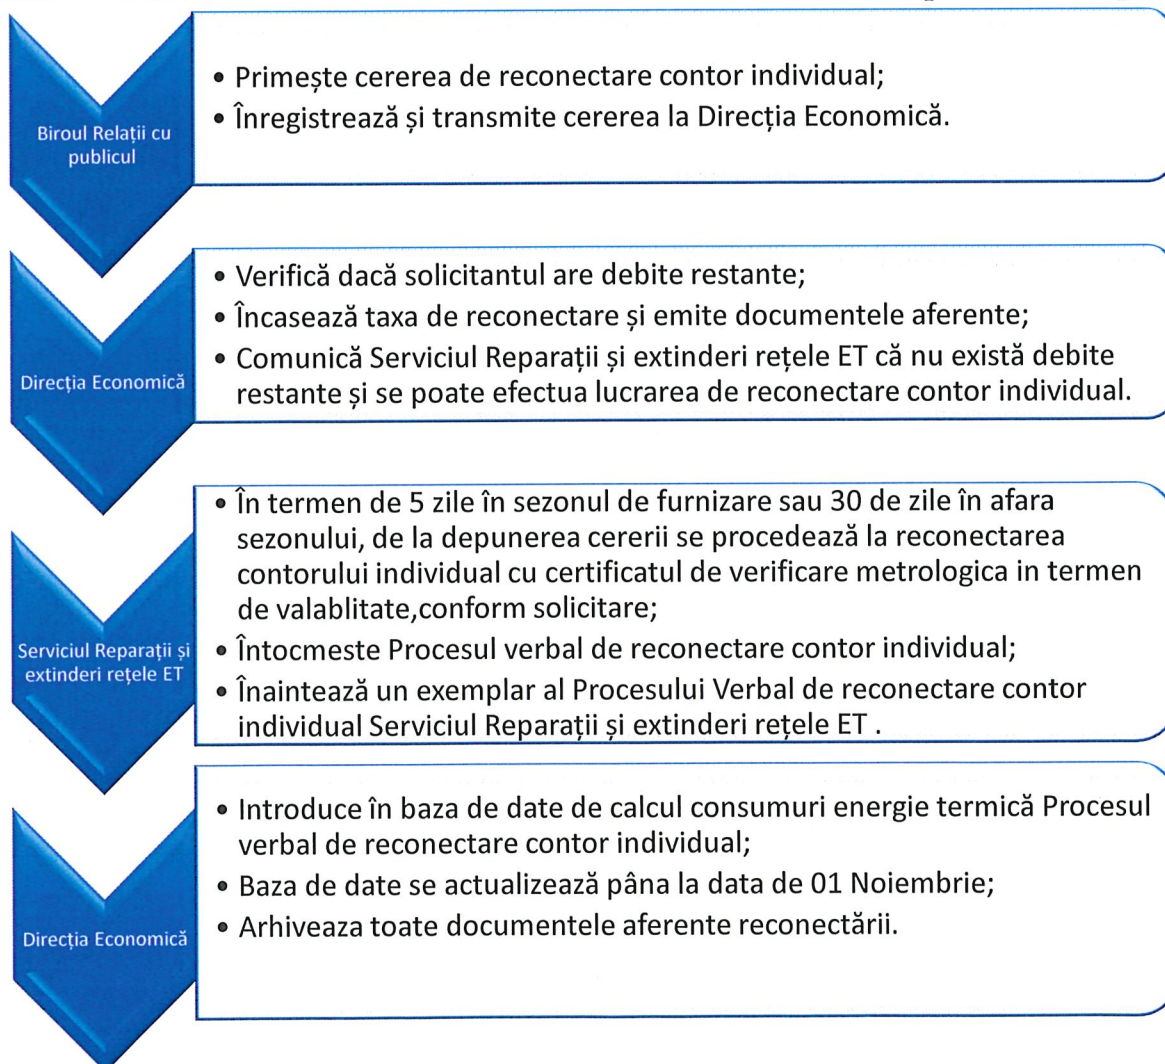 Biroul Relații cu
publicul
• Primește cererea de reconectare contor individual;
• Înregistrează și transmite cererea la Direcția Economică.
Direcția Economică
• Verifică dacă solicitantul are debite restante;
• Încasează taxa de reconectare și emite documentele aferente;
• Comunică Serviciul Reparații și extinderi rețele ET că nu există debite
restante și se poate efectua lucrarea de reconectare contor individual.
Serviciul Reparații și
extinderi rețele ET
• În termen de 5 zile în sezonul de furnizare sau 30 de zile în afara
sezonului, de la depunerea cererii se procedează la reconectarea
contorului individual cu certificatul de verificare metrologica in termen
de valablitate,conform solicitare;
• Întocmeste Procesul verbal de reconectare contor individual;
• Înaintează un exemplar al Procesului Verbal de reconectare contor
individual Serviciul Reparații și extinderi rețele ET .
Direcția Economică
• Introduce în baza de date de calcul consumuri energie termică Procesul
verbal de reconectare contor individual;
• Baza de date se actualizează pâna la data de 01 Noiembrie;
• Arhiveaza toate documentele aferente reconectării.